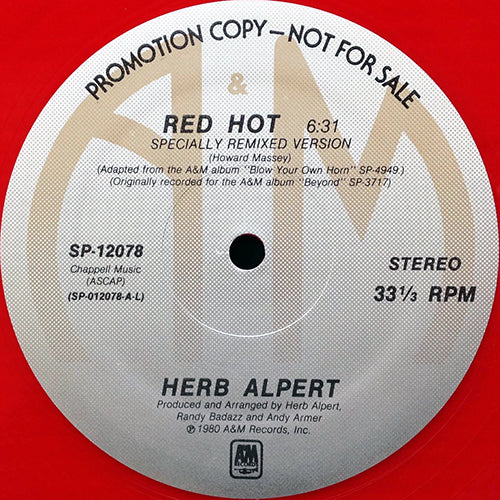 PROMOTION COPY—NOT FOR SALE
&
A M
RED HOT 6:31
SPECIALLY REMIXED VERSION
(Howard Massey)
(Adapted from the A&M album "Blow Your Own Horn" SP-4949.)
(Originally recorded for the A&M album "Beyond" SP-3717)
SP-12078
Chappell Music
(ASCAP)
(SP-012078-A-L)
STEREO
33⅓ RPM
HERB ALPERT
Produced and Arranged by Herb Alpert,
Randy Badazz and Andy Armer
℗ 1980 A&M Records, Inc.
A&M
RECORDS